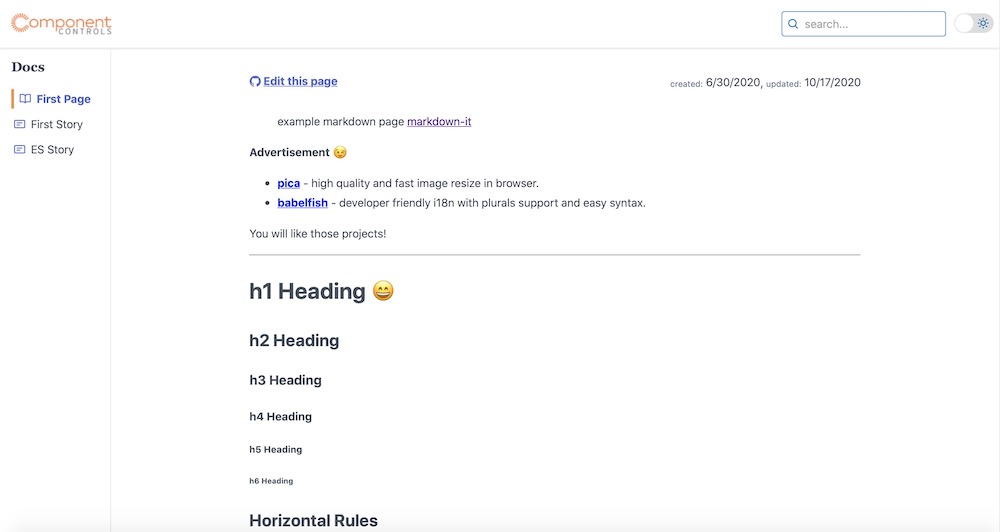 Component
CONTROLS
search...
Docs
First Page
First Story
ES Story
Edit this page
created: 6/30/2020, updated: 10/17/2020
example markdown page markdown-it
Advertisement 😉
• pica - high quality and fast image resize in browser.
• babelfish - developer friendly i18n with plurals support and easy syntax.
You will like those projects!
h1 Heading 😄
h2 Heading
h3 Heading
h4 Heading
h5 Heading
h6 Heading
Horizontal Rules